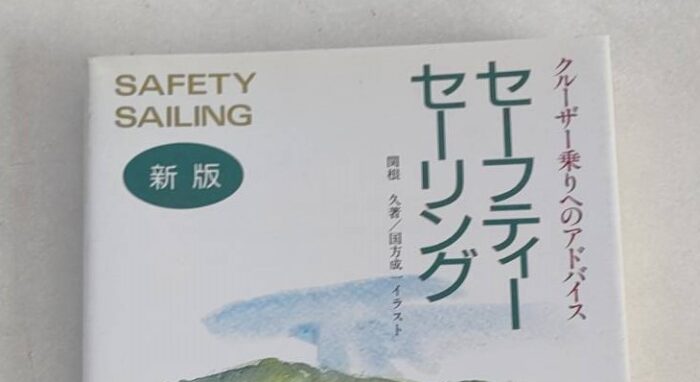 SAFETY
SAILING
新版
クルーザー乗りへのアドバイス
セーフティー
セーリング
関根 久著/国方成一イラスト